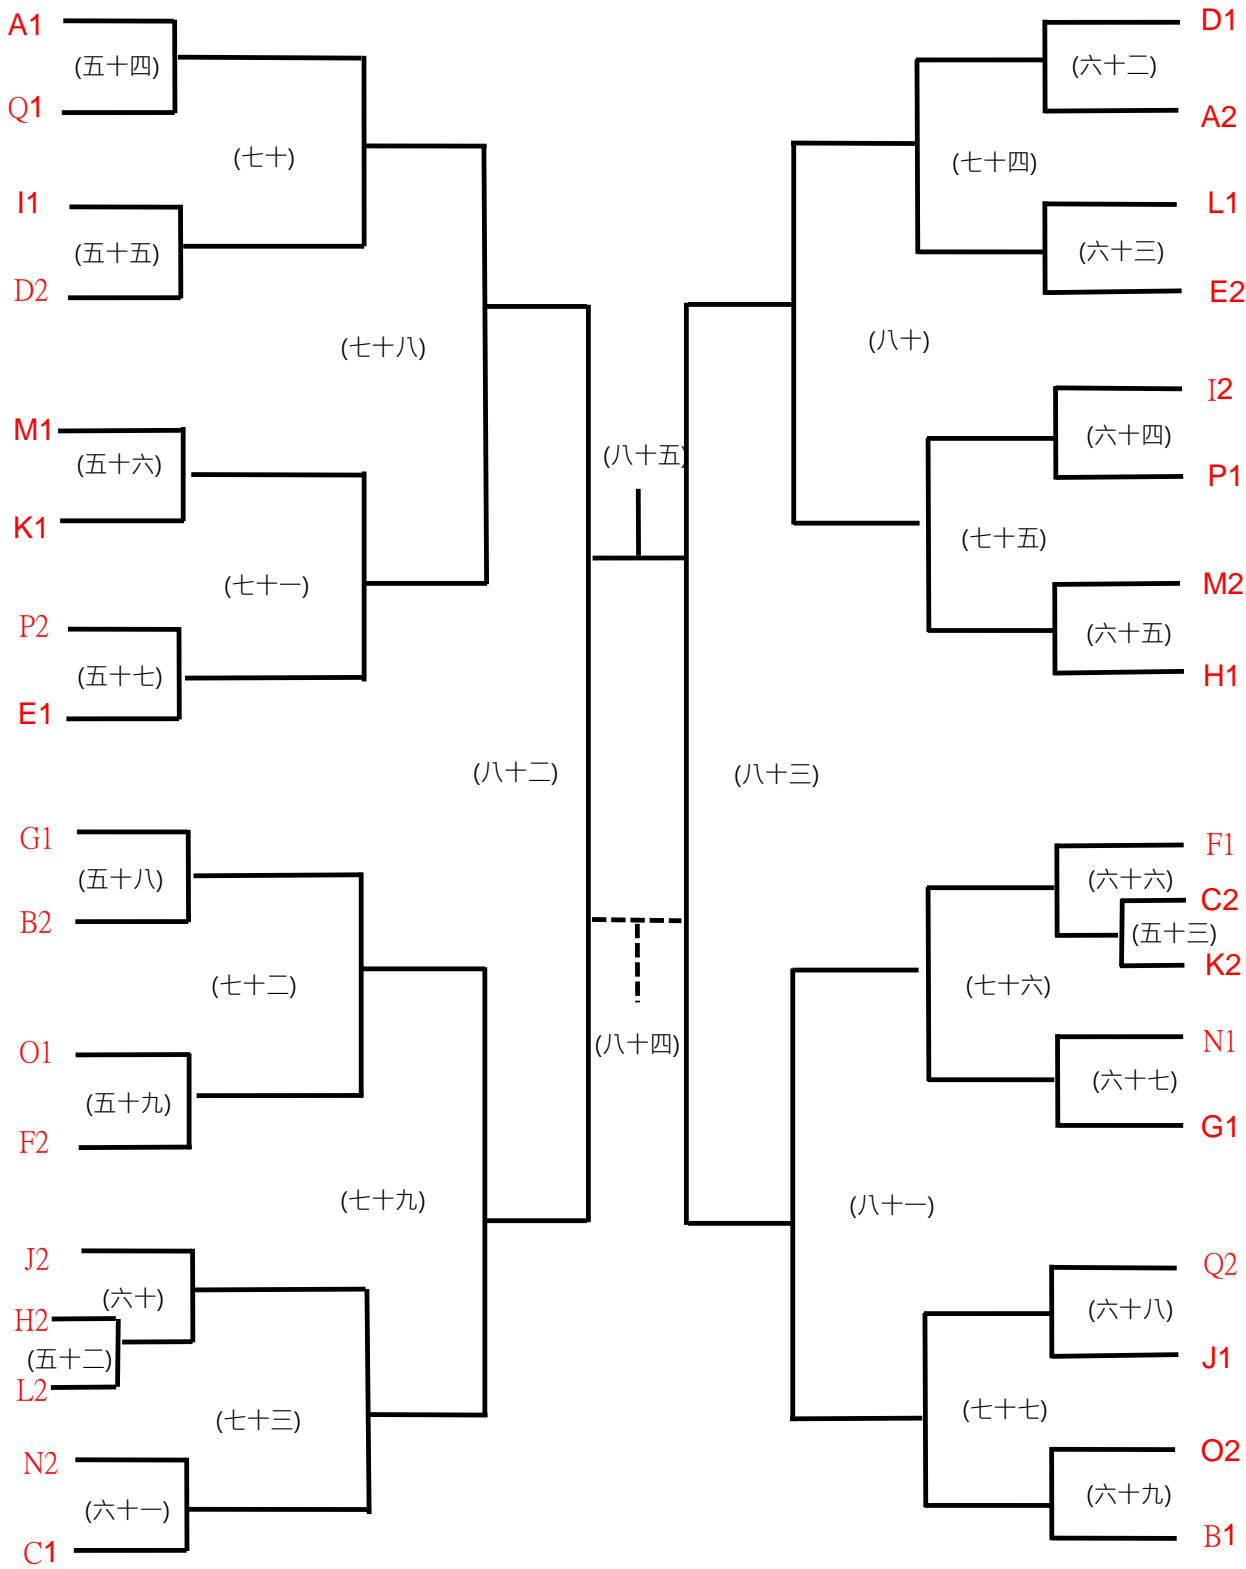 A1
(五十四)
Q1
(七十)
I1
(五十五)
D2
(七十八)
M1
(五十六)
K1
(七十一)
P2
(五十七)
E1
(八十二)
G1
(五十八)
B2
(七十二)
O1
(五十九)
F2
(七十九)
J2
(六十)
H2
(五十二)
L2
(七十三)
N2
(六十一)
C1
(八十五)
(八十四)
D1
(六十二)
A2
(七十四)
L1
(六十三)
E2
(八十)
I2
(六十四)
P1
(七十五)
M2
(六十五)
H1
(八十三)
F1
(六十六)
C2
(五十三)
K2
(七十六)
N1
(六十七)
G1
(八十一)
Q2
(六十八)
J1
(七十七)
O2
(六十九)
B1